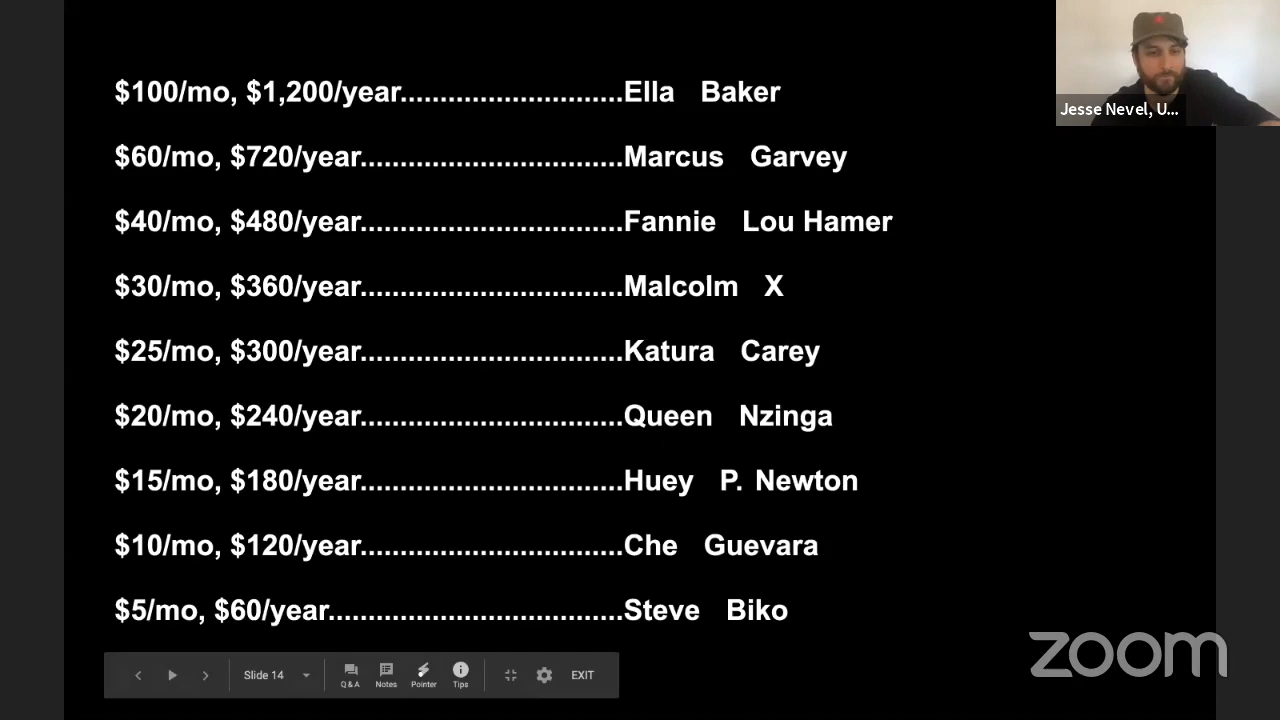 $100/mo, $1,200/year............................Ella Baker
$60/mo, $720/year.................................Marcus Garvey
$40/mo, $480/year.................................Fannie Lou Hamer
$30/mo, $360/year.................................Malcolm X
$25/mo, $300/year.................................Katura Carey
$20/mo, $240/year.................................Queen Nzinga
$15/mo, $180/year.................................Huey P. Newton
$10/mo, $120/year.................................Che Guevara
$5/mo, $60/year.....................................Steve Biko
Jesse Nevel, U...
Slide 14
Q&A
Notes
Pointer
Tips
EXIT
zoom